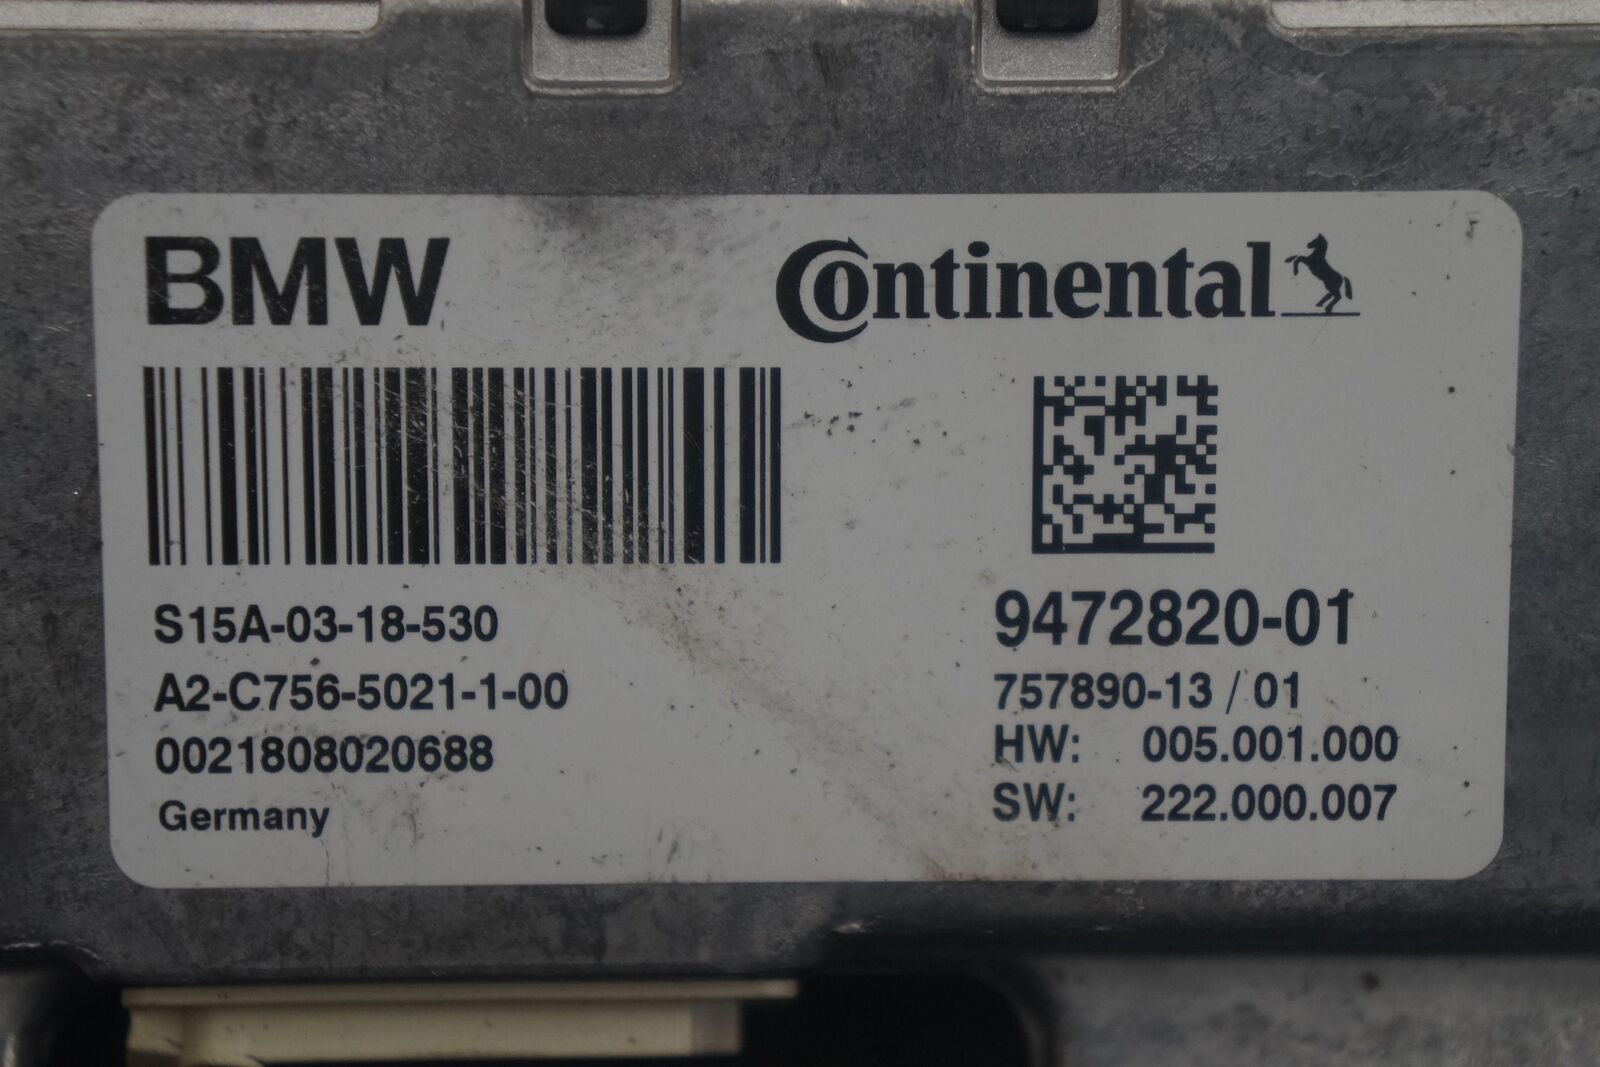 BMW
Continental
S15A-03-18-530
A2-C756-5021-1-00
0021808020688
Germany
9472820-01
757890-13 / 01
HW: 005.001.000
SW: 222.000.007